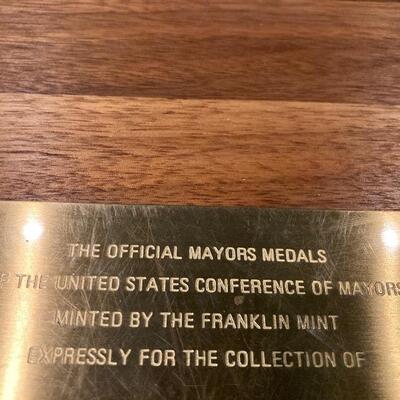 THE OFFICIAL MAYORS MEDALS
THE UNITED STATES CONFERENCE OF MAYORS
MINTED BY THE FRANKLIN MINT
EXPRESSLY FOR THE COLLECTION OF